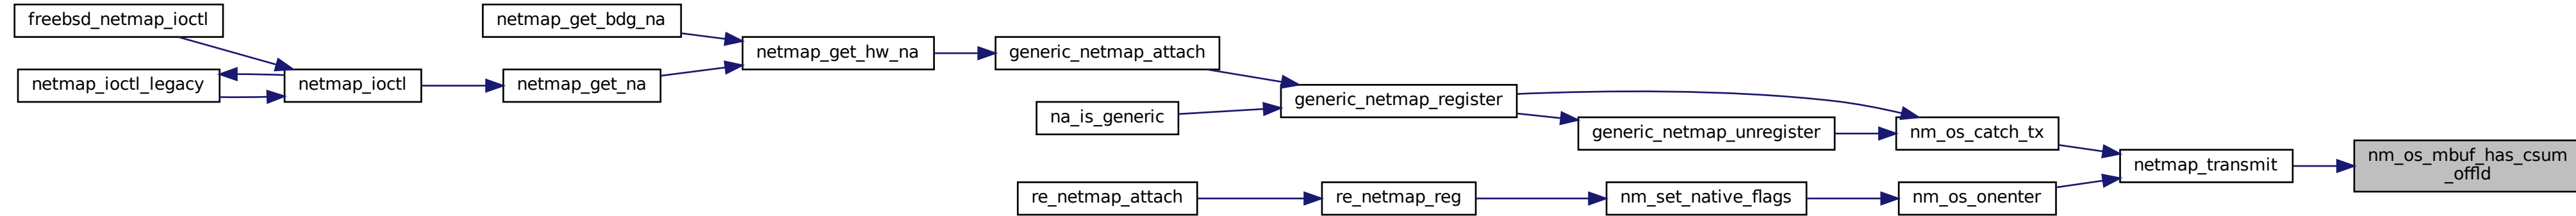 freebsd_netmap_ioctl
netmap_ioctl_legacy
netmap_ioctl
netmap_get_bdg_na
netmap_get_na
netmap_get_hw_na
generic_netmap_attach
na_is_generic
re_netmap_attach
generic_netmap_register
re_netmap_reg
generic_netmap_unregister
nm_set_native_flags
nm_os_catch_tx
nm_os_onenter
netmap_transmit
nm_os_mbuf_has_csum
_offld